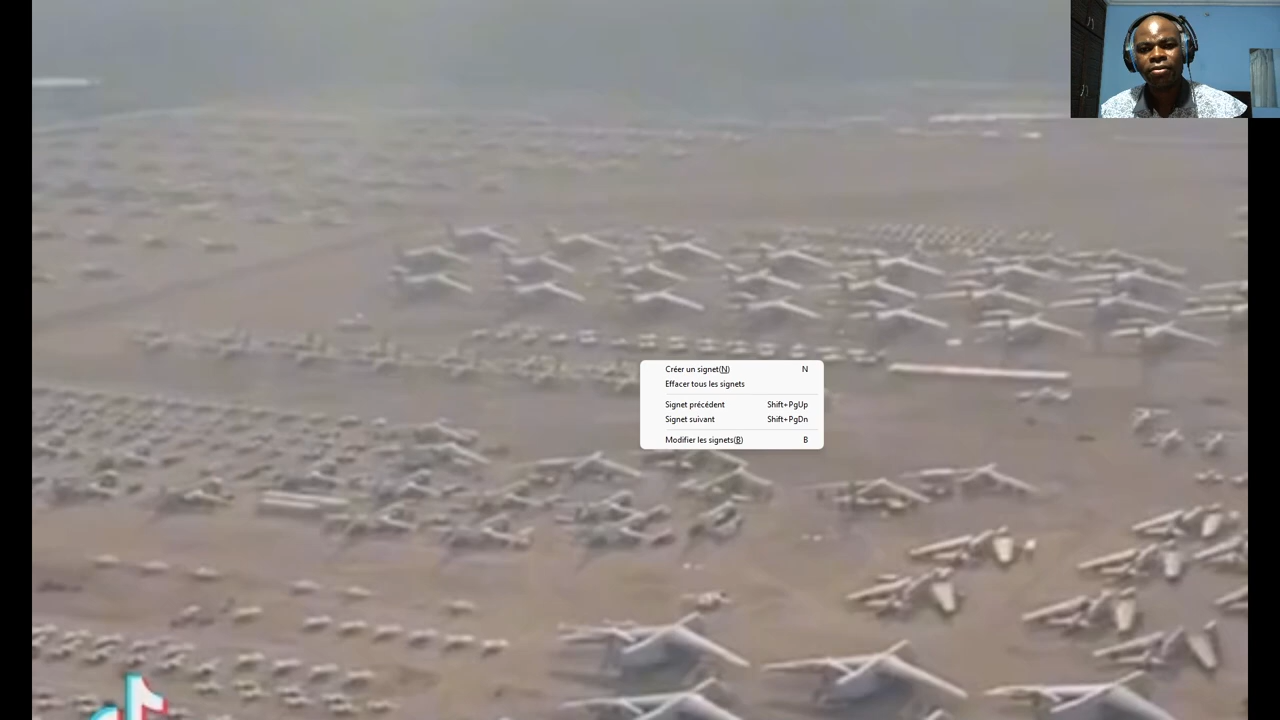 Créer un signet(N) N
Effacer tous les signets
Signet précédent Shift+PgUp
Signet suivant Shift+PgDn
Modifier les signets(B) B